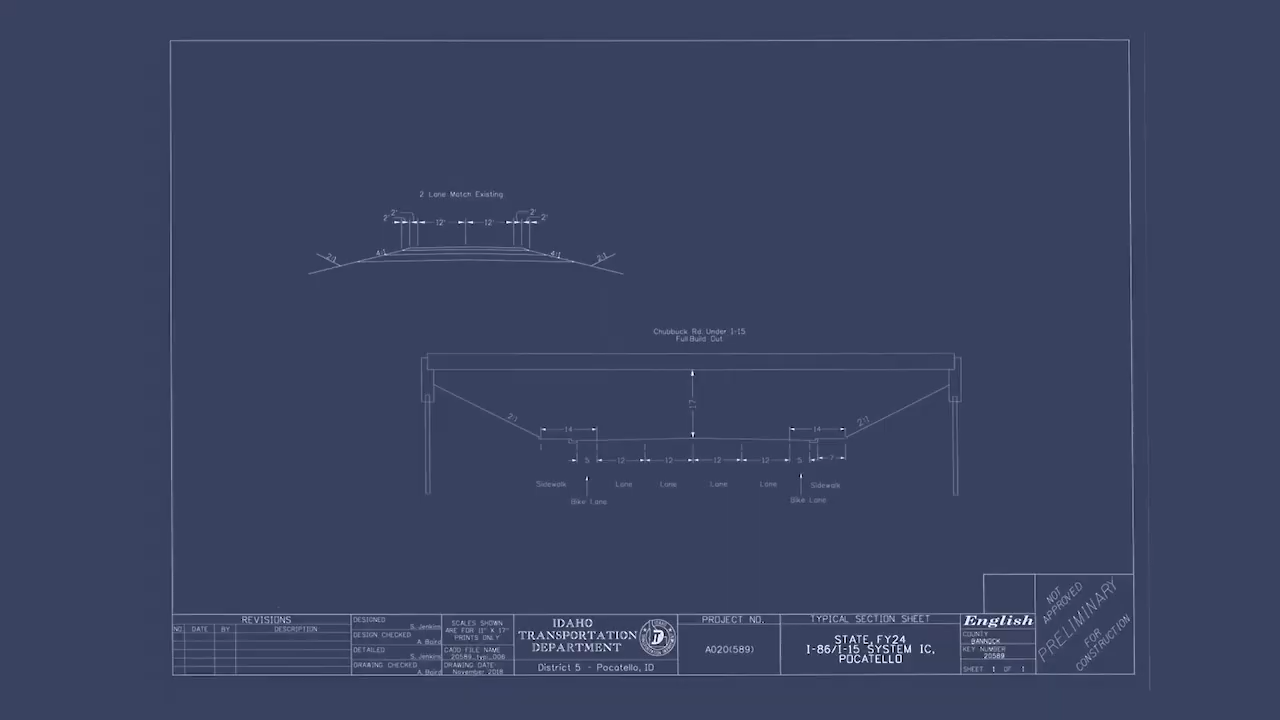 2 Lane Match Existing
2' 2' 12' 12' 2' 2'
2:1 4:1 4:1 2:1
Chubbuck Rd. Under I-15
Full Build Out
17
2:1 2:1
14 14
5 12 12 12 12 5 7
Sidewalk Lane Lane Lane Lane Sidewalk
Bike Lane Bike Lane
REVISIONS
NO. DATE BY DESCRIPTION
DESIGNED
S. Jenkins
DESIGN CHECKED
A. Baird
DETAILED
S. Jenkins
DRAWING CHECKED
A. Baird
SCALES SHOWN
ARE FOR 11" X 17"
PRINTS ONLY
CADD FILE NAME
20589_typi_006
DRAWING DATE:
November 2018
IDAHO
TRANSPORTATION
DEPARTMENT
District 5 - Pocatello, ID
PROJECT NO.
A020(589)
TYPICAL SECTION SHEET
STATE, FY24
I-86/I-15 SYSTEM IC,
POCATELLO
English
COUNTY
BANNOCK
KEY NUMBER
20589
SHEET 1 OF 1
NOT
APPROVED
PRELIMINARY
FOR
CONSTRUCTION